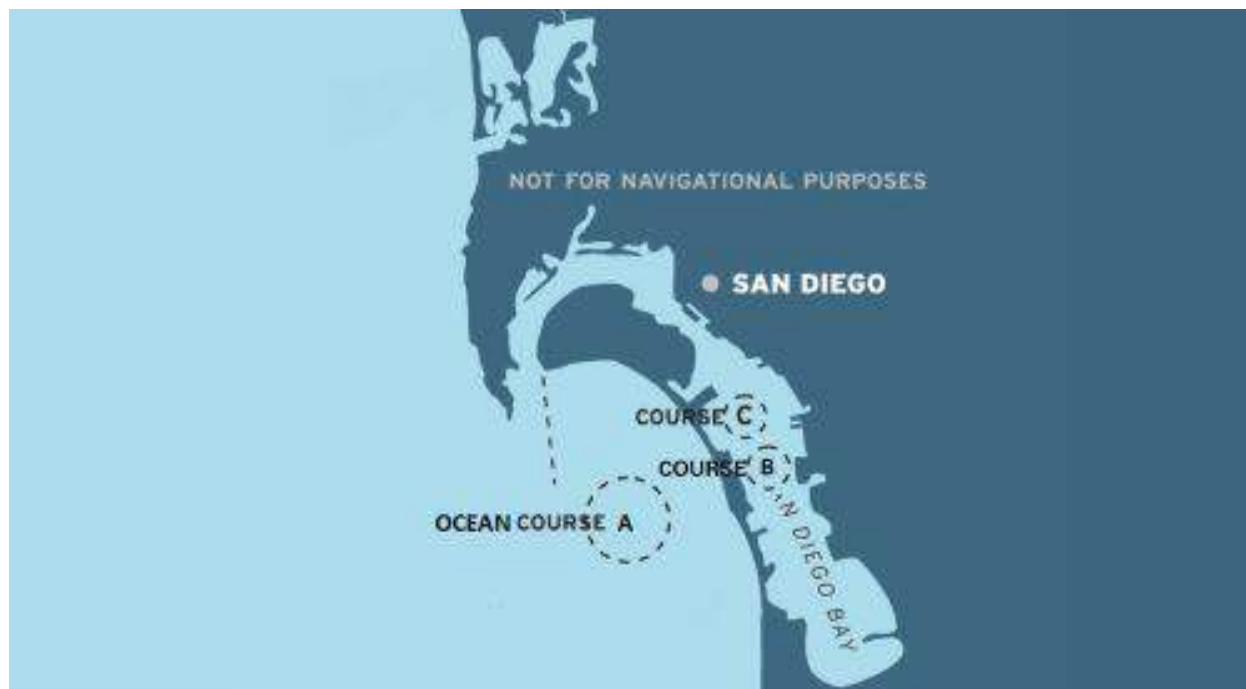 NOT FOR NAVIGATIONAL PURPOSES
SAN DIEGO
COURSE C
COURSE B
OCEAN COURSE A
N DIEGO BAY